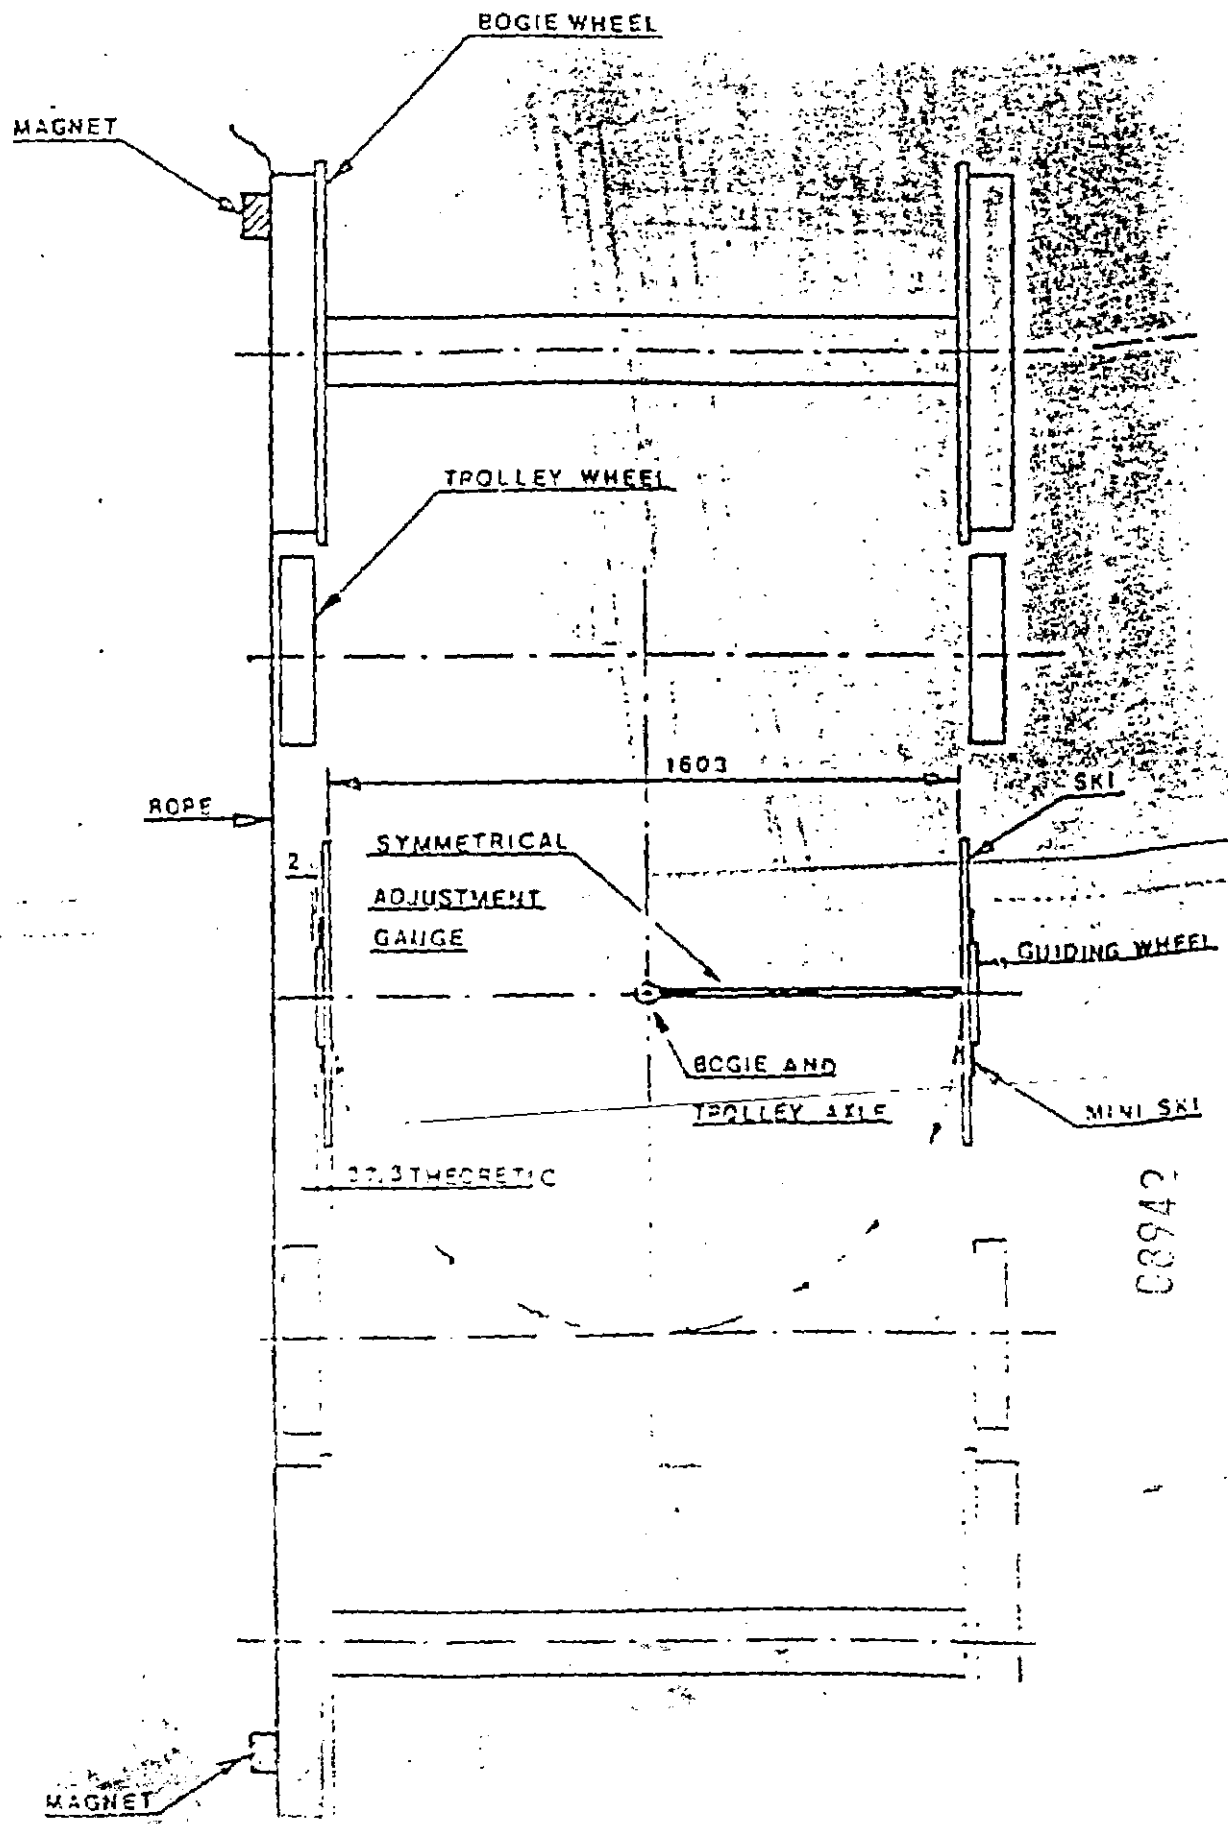 BOGIE WHEEL
MAGNET
TROLLEY WHEEL
1603
ROPE
SKI
SYMMETRICAL
2
ADJUSTMENT
GAUGE
GUIDING WHEEL
BOGIE AND
TROLLEY AXLE
MINI SKI
THEORETIC
08942
MAGNET